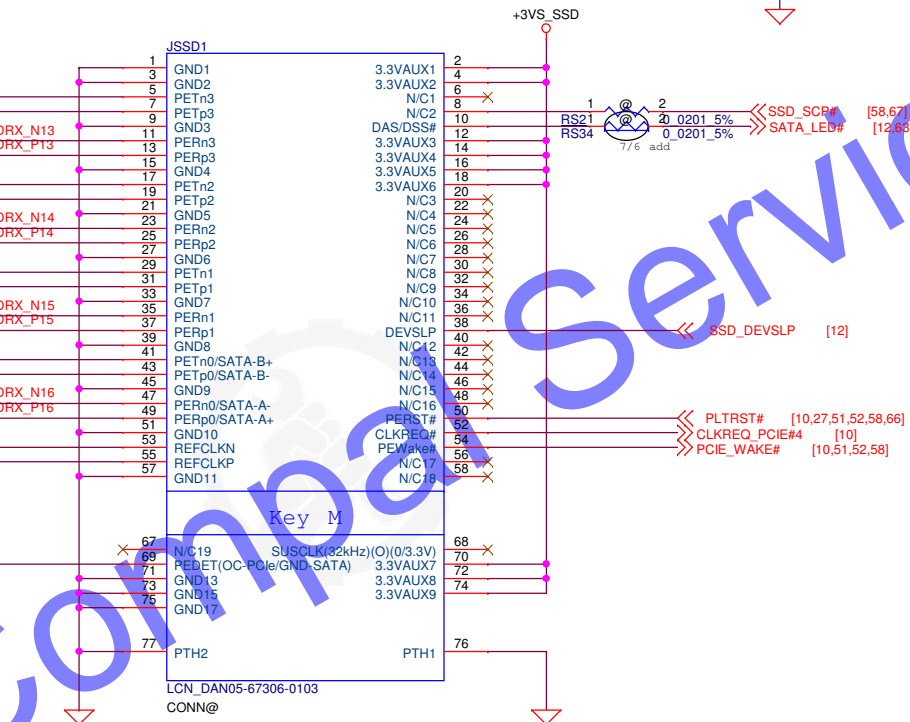 +3VS_SSD
JSSD1
1 GND1 3.3VAUX1 2
3 GND2 3.3VAUX2 4
5 PETn3 N/C1 6
7 PETp3 N/C2 8 1 @ 2 SSD_SCP# [58,67]
9 GND3 DAS/DSS# 10 RS21 @ 2 0_0201_5% SATA_LED# [12,63
DRX_N13 11 PERn3 3.3VAUX3 12 RS34 0_0201_5%
DRX_P13 13 PERp3 3.3VAUX4 14 7/6 add
15 GND4 3.3VAUX5 16
17 PETn2 3.3VAUX6 18
19 PETp2 N/C3 20
21 GND5 N/C4 22
DRX_N14 23 PERn2 N/C5 24
DRX_P14 25 PERp2 N/C6 26
27 GND6 N/C7 28
29 PETn1 N/C8 30
31 PETp1 N/C9 32
33 GND7 N/C10 34
DRX_N15 35 PERn1 N/C11 36
DRX_P15 37 PERp1 DEVSLP 38 SSD_DEVSLP [12]
39 GND8 N/C12 40
41 PETn0/SATA-B+ N/C13 42
43 PETp0/SATA-B- N/C14 44
45 GND9 N/C15 46
DRX_N16 47 PERn0/SATA-A- N/C16 48
DRX_P16 49 PERp0/SATA-A+ PERST# 50 PLTRST# [10,27,51,52,58,66]
51 GND10 CLKREQ# 52 CLKREQ_PCIE#4 [10]
53 REFCLKN PEWake# 54 PCIE_WAKE# [10,51,52,58]
55 REFCLKP N/C17 56
57 GND11 N/C18 58
Key M
67 N/C19 SUSCLK(32kHz)(O)(0/3.3V) 68
69 PEDET(OC-PCIe/GND-SATA) 3.3VAUX7 70
71 GND13 3.3VAUX8 72
73 GND15 3.3VAUX9 74
75 GND17
77 PTH2 PTH1 76
LCN_DAN05-67306-0103
CONN@
Compal Servic